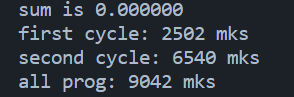 sum is 0.000000
first cycle: 2502 mks
second cycle: 6540 mks
all prog: 9042 mks